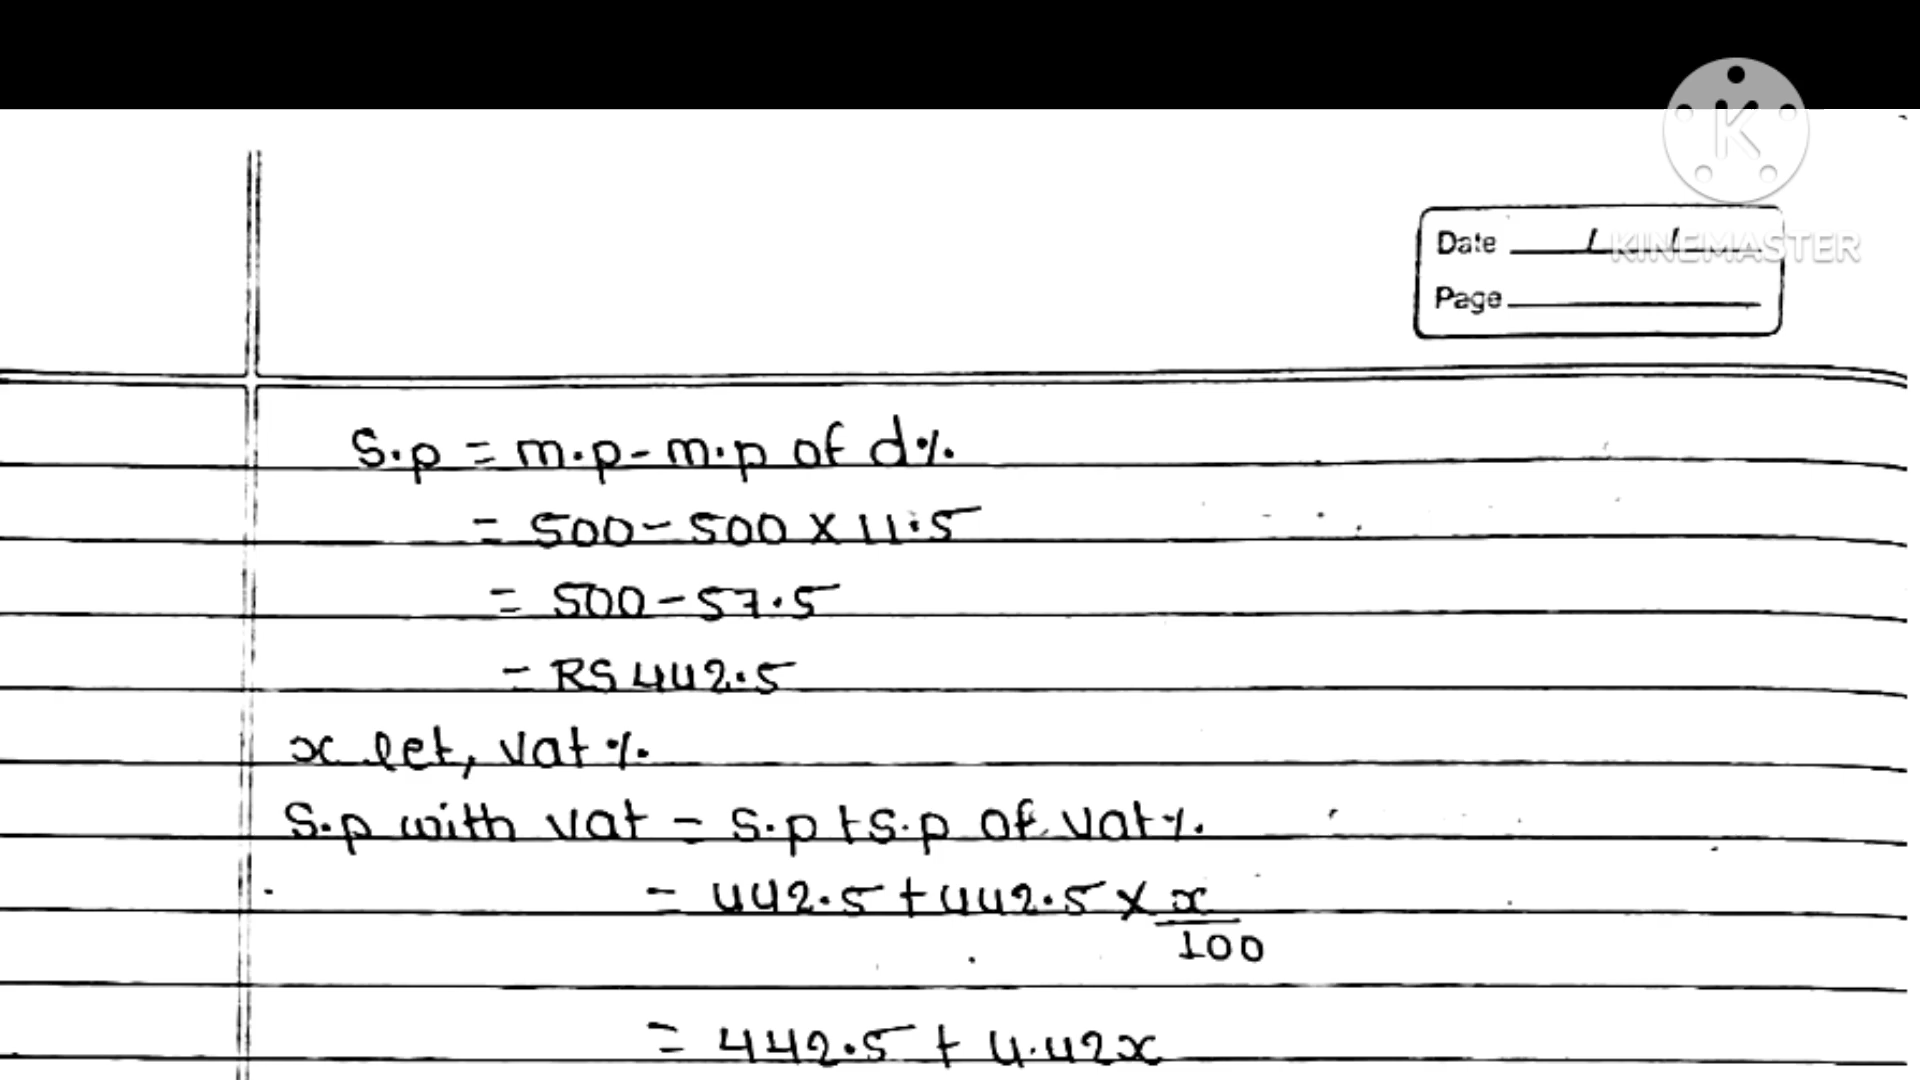 K
KINEMASTER
Date / /
Page
S.p = m.p - m.p of d%
= 500 - 500 x 11.5
= 500 - 57.5
= RS 442.5
x let, vat %
S.p with vat = s.p + s.p of vat %
= 442.5 + 442.5 x x/100
= 442.5 + 4.42x